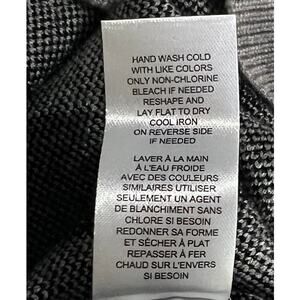 HAND WASH COLD
WITH LIKE COLORS
ONLY NON-CHLORINE
BLEACH IF NEEDED
RESHAPE AND
LAY FLAT TO DRY
COOL IRON
ON REVERSE SIDE
IF NEEDED
LAVER À LA MAIN
À L'EAU FROIDE
AVEC DES COULEURS
SIMILAIRES UTILISER
SEULEMENT UN AGENT
DE BLANCHIMENT SANS
CHLORE SI BESOIN
REDONNER SA FORME
ET SÉCHER À PLAT
REPASSER À FER
CHAUD SUR L'ENVERS
SI BESOIN